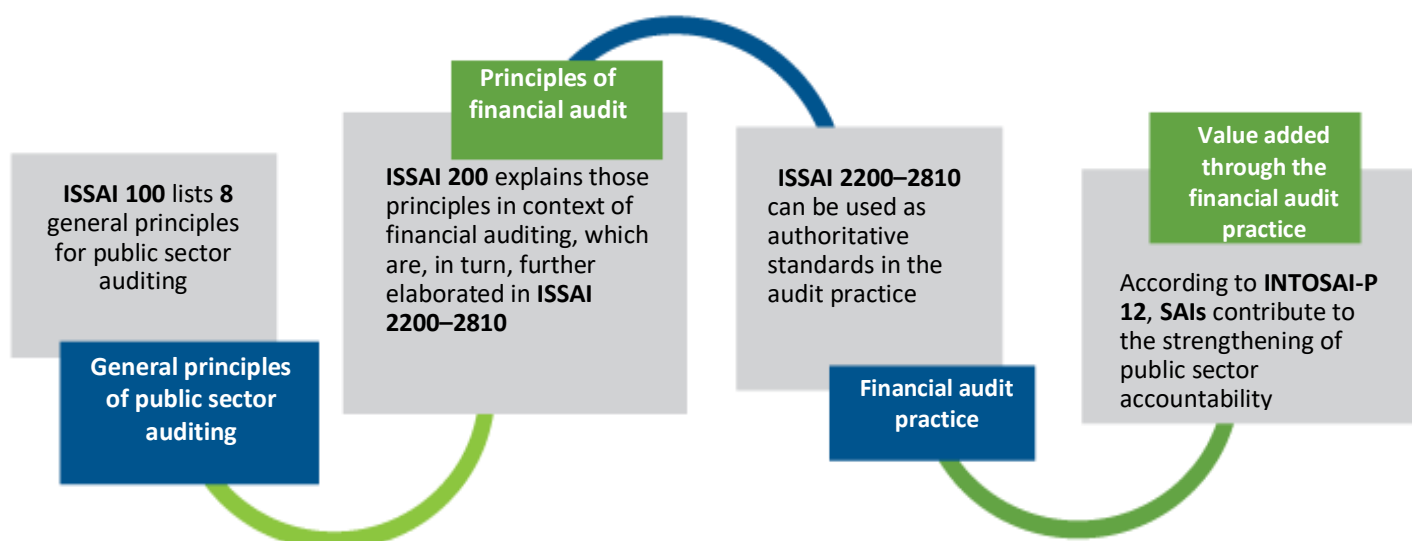 ISSAI 100 lists 8
general principles
for public sector
auditing
General principles
of public sector
auditing
Principles of
financial audit
ISSAI 200 explains those
principles in context of
financial auditing, which
are, in turn, further
elaborated in ISSAI
2200–2810
ISSAI 2200–2810
can be used as
authoritative
standards in the
audit practice
Financial audit
practice
Value added
through the
financial audit
practice
According to INTOSAI-P
12, SAIs contribute to
the strengthening of
public sector
accountability